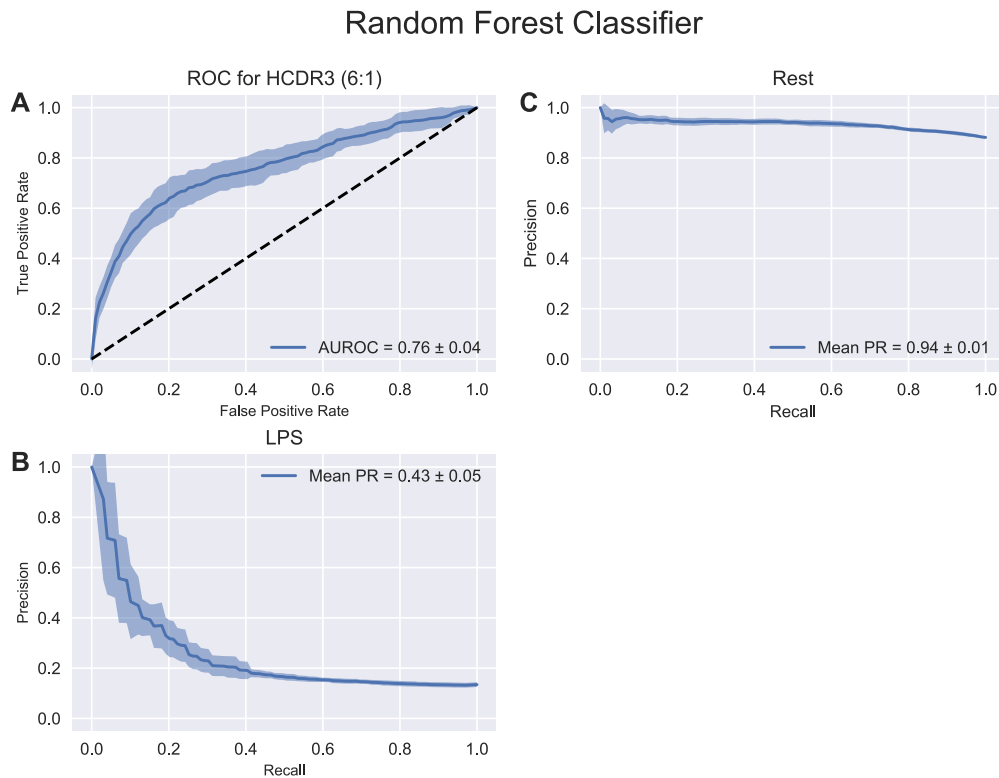 Random Forest Classifier
A
ROC for HCDR3 (6:1)
1.0
0.8
0.6
0.4
0.2
0.0
True Positive Rate
AUROC = 0.76 ± 0.04
0.0 0.2 0.4 0.6 0.8 1.0
False Positive Rate
C
Rest
1.0
0.8
0.6
0.4
0.2
0.0
Precision
Mean PR = 0.94 ± 0.01
0.0 0.2 0.4 0.6 0.8 1.0
Recall
B
LPS
1.0
0.8
0.6
0.4
0.2
0.0
Precision
Mean PR = 0.43 ± 0.05
0.0 0.2 0.4 0.6 0.8 1.0
Recall